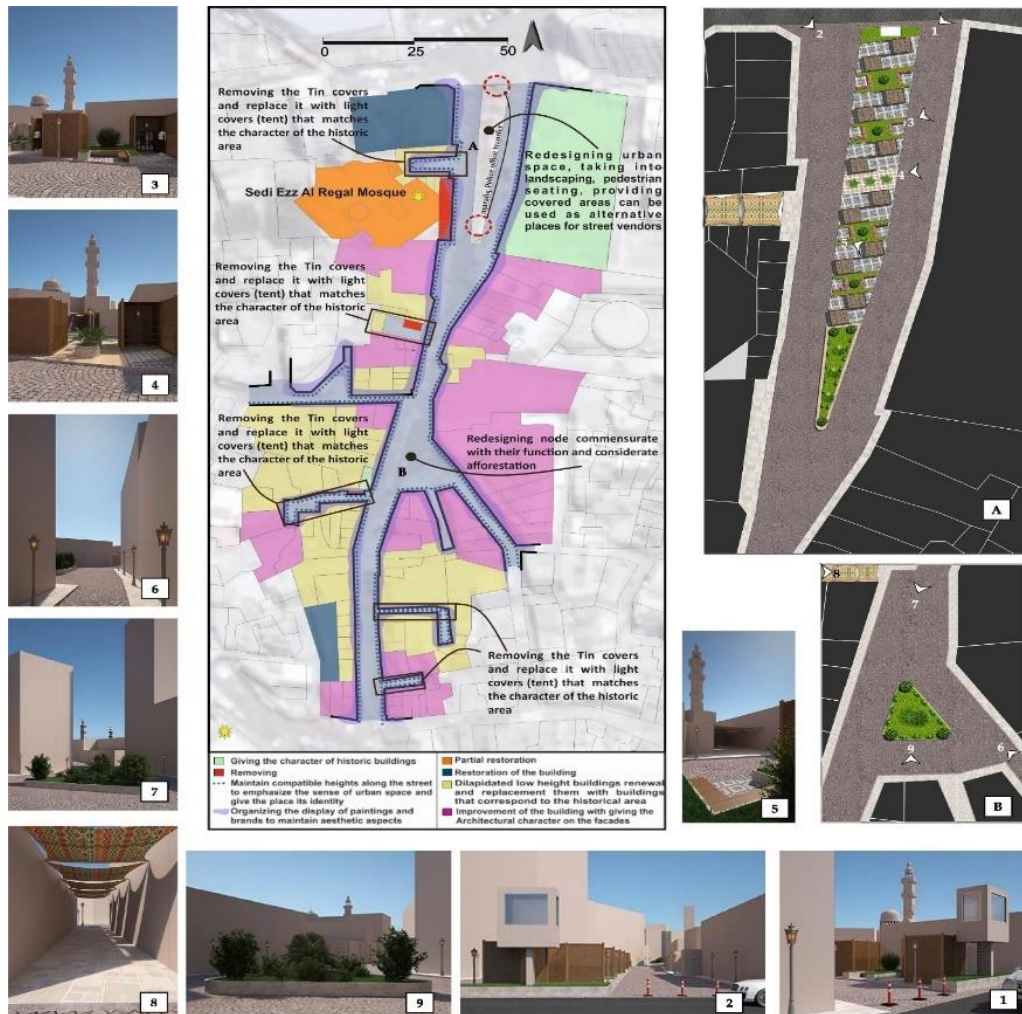 0
25
50
Removing the Tin covers
and replace it with light
covers (tent) that matches
the character of the historic
area
A
Redesigning urban
space, taking into
landscaping, pedestrian
seating, providing
covered areas can be
used as alternative
places for street vendors
Sedi Ezz Al Regal Mosque
Removing the Tin covers
and replace it with light
covers (tent) that matches
the character of the historic
area
Removing the Tin covers
and replace it with light
covers (tent) that matches
the character of the historic
area
Redesigning node commensurate
with their function and considerate
afforestation
B
Removing the Tin covers
and replace it with light
covers (tent) that matches
the character of the historic
area
Giving the character of historic buildings
Removing
Maintain compatible heights along the street
to emphasize the sense of urban space and
give the place its identity
Organizing the display of paintings and
brands to maintain aesthetic aspects
Partial restoration
Restoration of the building
Dilapidated low height buildings renewal
and replacement them with buildings
that correspond to the historical area
Improvement of the building with giving the
Architectural character on the facades
3
4
6
7
8
9
2
1
5
2
1
3
4
5
A
8
7
9
6
B